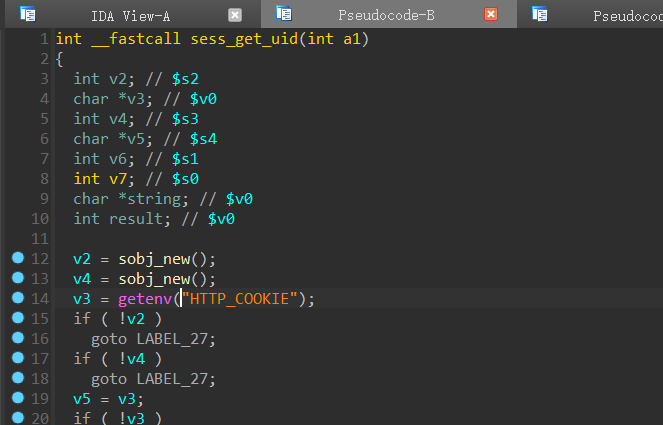 IDA View-A Pseudocode-B Pseudocod
1 int __fastcall sess_get_uid(int a1)
2 {
3 int v2; // $s2
4 char *v3; // $v0
5 int v4; // $s3
6 char *v5; // $s4
7 int v6; // $s1
8 int v7; // $s0
9 char *string; // $v0
10 int result; // $v0
11
12 v2 = sobj_new();
13 v4 = sobj_new();
14 v3 = getenv("HTTP_COOKIE");
15 if ( !v2 )
16 goto LABEL_27;
17 if ( !v4 )
18 goto LABEL_27;
19 v5 = v3;
20 if ( !v3 )